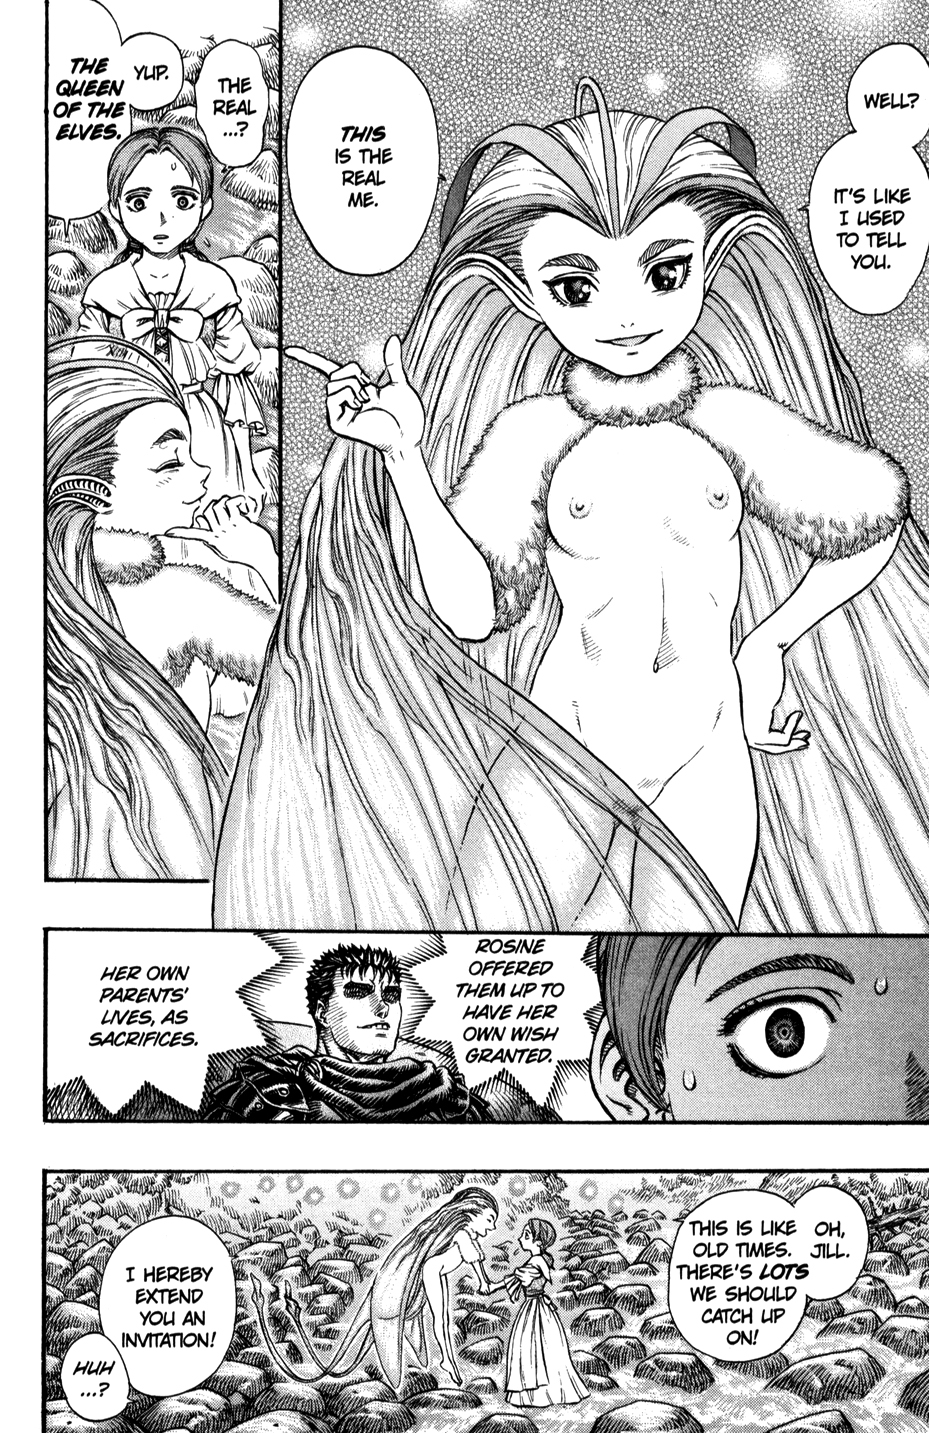 WELL?
IT'S LIKE
I USED
TO TELL
YOU.
THIS
IS THE
REAL
ME.
THE
REAL
...?
YUP.
THE
QUEEN
OF THE
ELVES.
ROSINE
OFFERED
THEM UP TO
HAVE HER
OWN WISH
GRANTED.
HER OWN
PARENTS'
LIVES, AS
SACRIFICES.
OH,
JILL.
THIS IS LIKE
OLD TIMES.
THERE'S LOTS
WE SHOULD
CATCH UP
ON!
I HEREBY
EXTEND
YOU AN
INVITATION!
HUH
...?